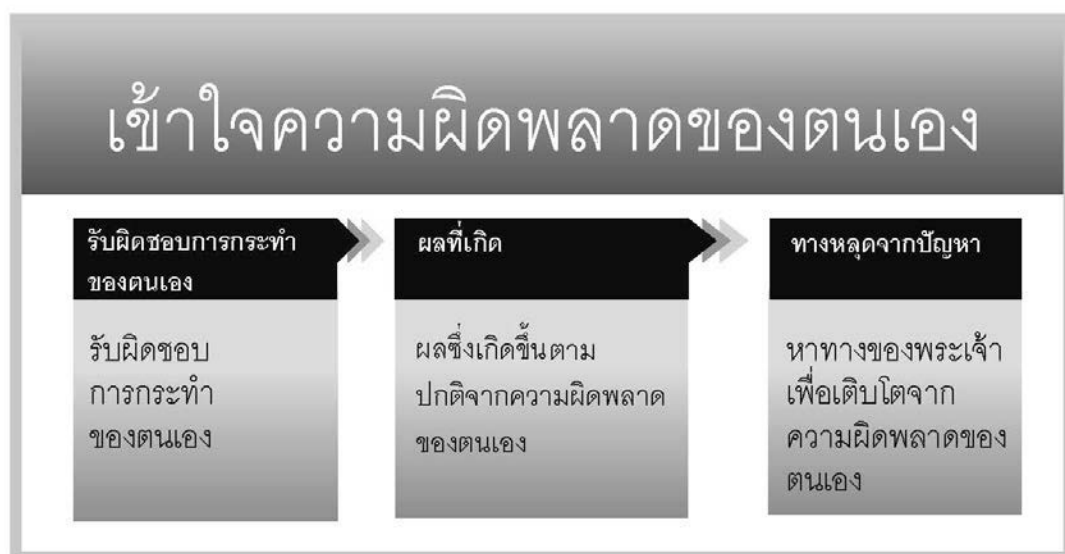 เข้าใจความผิดพลาดของตนเอง
รับผิดชอบการกระทำ
ของตนเอง
รับผิดชอบ
การกระทำ
ของตนเอง
ผลที่เกิด
ผลซึ่งเกิดขึ้นตาม
ปกติจากความผิดพลาด
ของตนเอง
ทางหลุดจากปัญหา
หาทางของพระเจ้า
เพื่อเติบโตจาก
ความผิดพลาดของ
ตนเอง